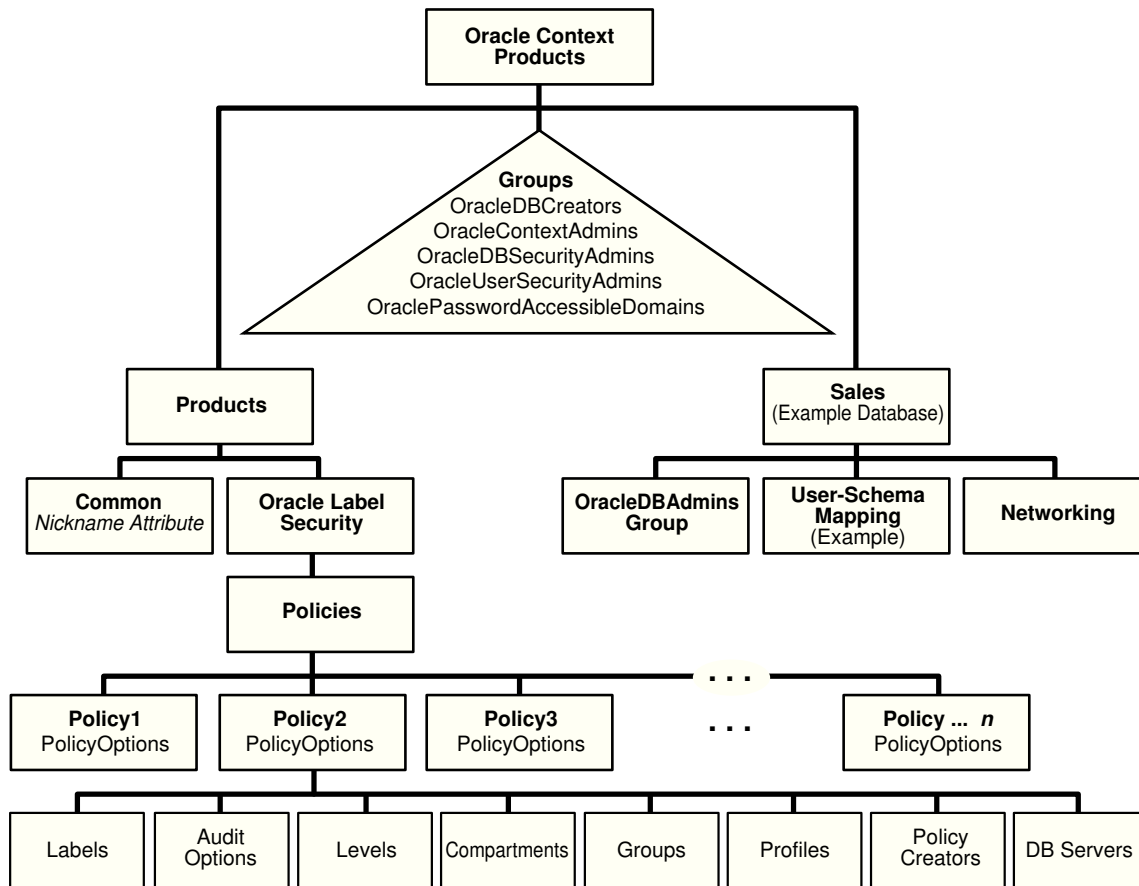 Oracle Context
Products
Groups
OracleDBCreators
OracleContextAdmins
OracleDBSecurityAdmins
OracleUserSecurityAdmins
OraclePasswordAccessibleDomains
Products
Sales
(Example Database)
Common
Nickname Attribute
Oracle Label
Security
OracleDBAdmins
Group
User-Schema
Mapping
(Example)
Networking
Policies
. . .
Policy1
PolicyOptions
Policy2
PolicyOptions
Policy3
PolicyOptions
. . .
Policy ... n
PolicyOptions
Labels
Audit
Options
Levels
Compartments
Groups
Profiles
Policy
Creators
DB Servers